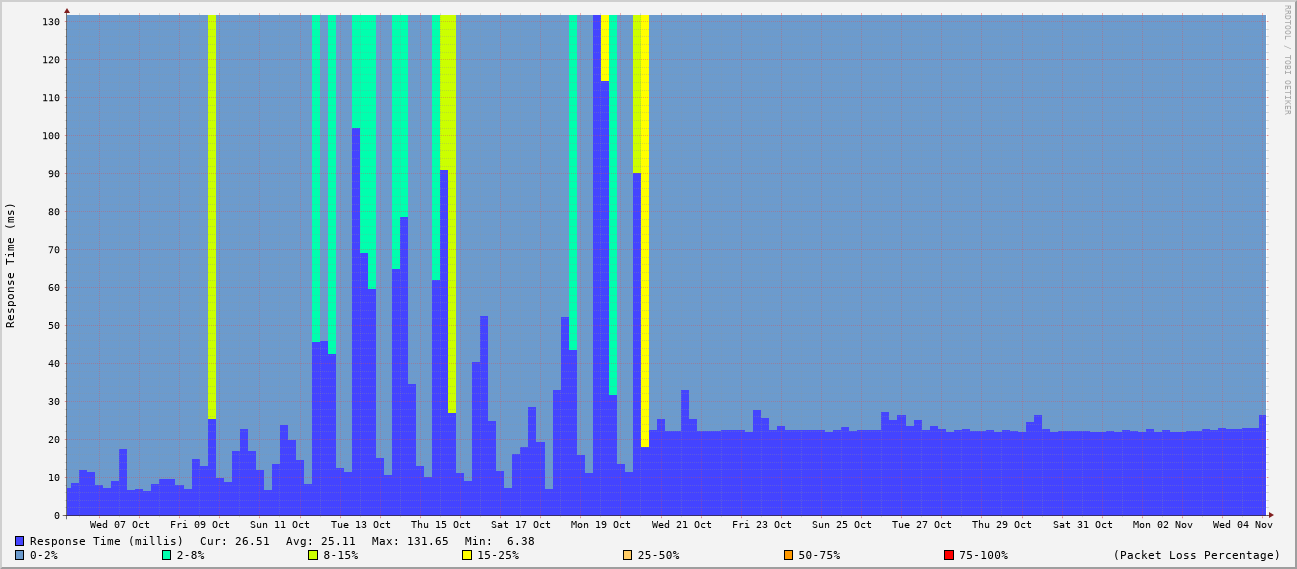 130
120
110
100
90
80
70
60
50
40
30
20
10
0
Response Time (ms)
RRDTOOL / TOBI OETIKER
Wed 07 Oct Fri 09 Oct Sun 11 Oct Tue 13 Oct Thu 15 Oct Sat 17 Oct Mon 19 Oct Wed 21 Oct Fri 23 Oct Sun 25 Oct Tue 27 Oct Thu 29 Oct Sat 31 Oct Mon 02 Nov Wed 04 Nov
Response Time (millis) Cur: 26.51 Avg: 25.11 Max: 131.65 Min: 6.38
0-2% 2-8% 8-15% 15-25% 25-50% 50-75% 75-100% (Packet Loss Percentage)